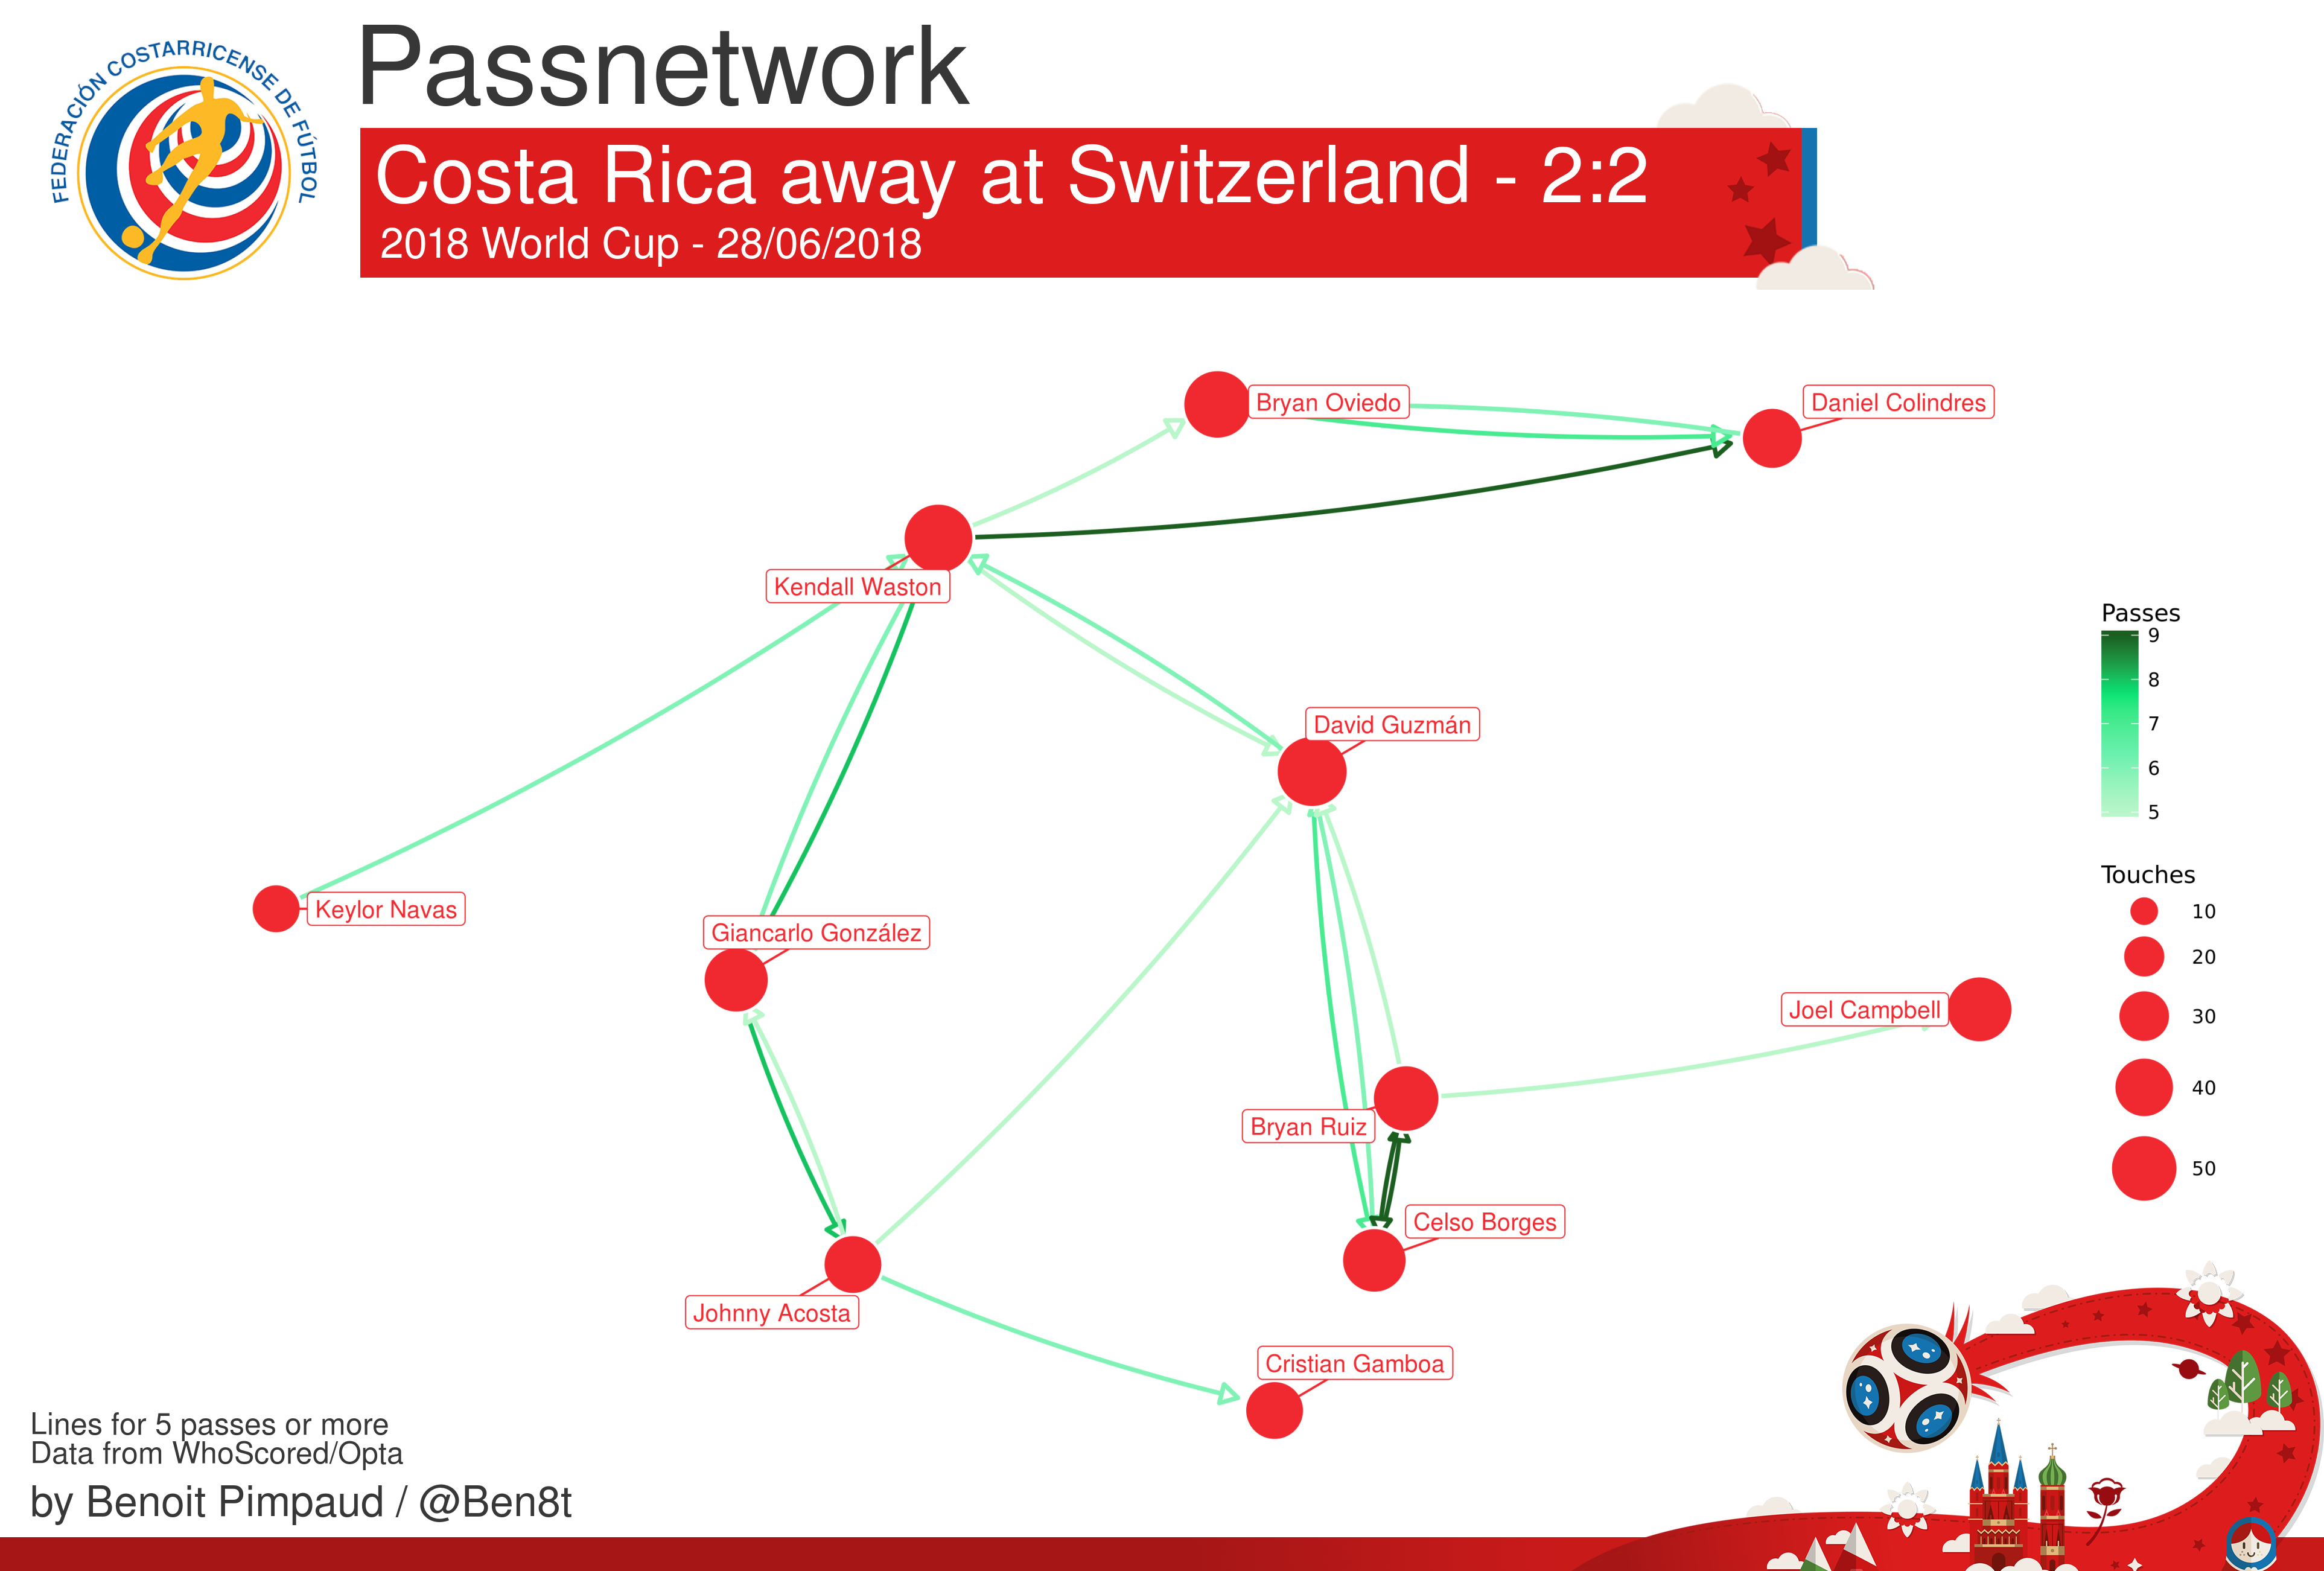 FEDERACIÓN COSTARRICENSE DE FÚTBOL
Passnetwork
Costa Rica away at Switzerland - 2:2
2018 World Cup - 28/06/2018
Bryan Oviedo
Daniel Colindres
Kendall Waston
David Guzmán
Keylor Navas
Giancarlo González
Joel Campbell
Bryan Ruiz
Celso Borges
Johnny Acosta
Cristian Gamboa
Passes
9
8
7
6
5
Touches
10
20
30
40
50
Lines for 5 passes or more
Data from WhoScored/Opta
by Benoit Pimpaud / @Ben8t